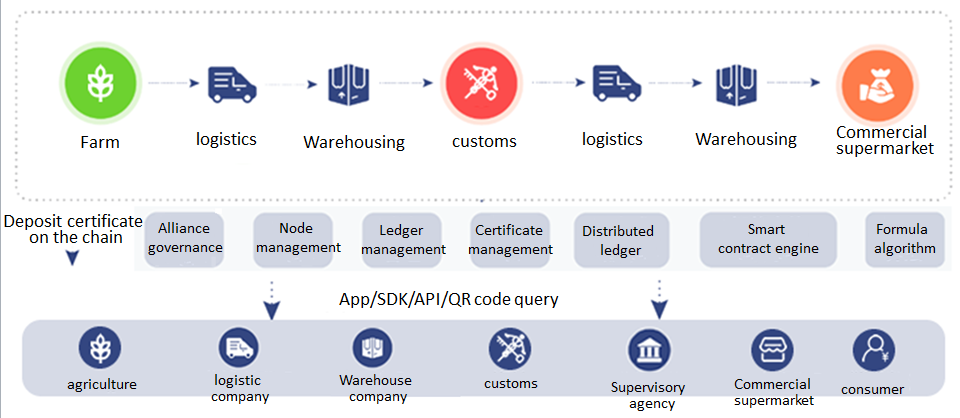 Farm
logistics
Warehousing
customs
logistics
Warehousing
Commercial
supermarket
Deposit certificate
on the chain
Alliance
governance
Node
management
Ledger
management
Certificate
management
Distributed
ledger
Smart
contract engine
Formula
algorithm
App/SDK/API/QR code query
agriculture
logistic
company
Warehouse
company
customs
Supervisory
agency
Commercial
supermarket
consumer
¥